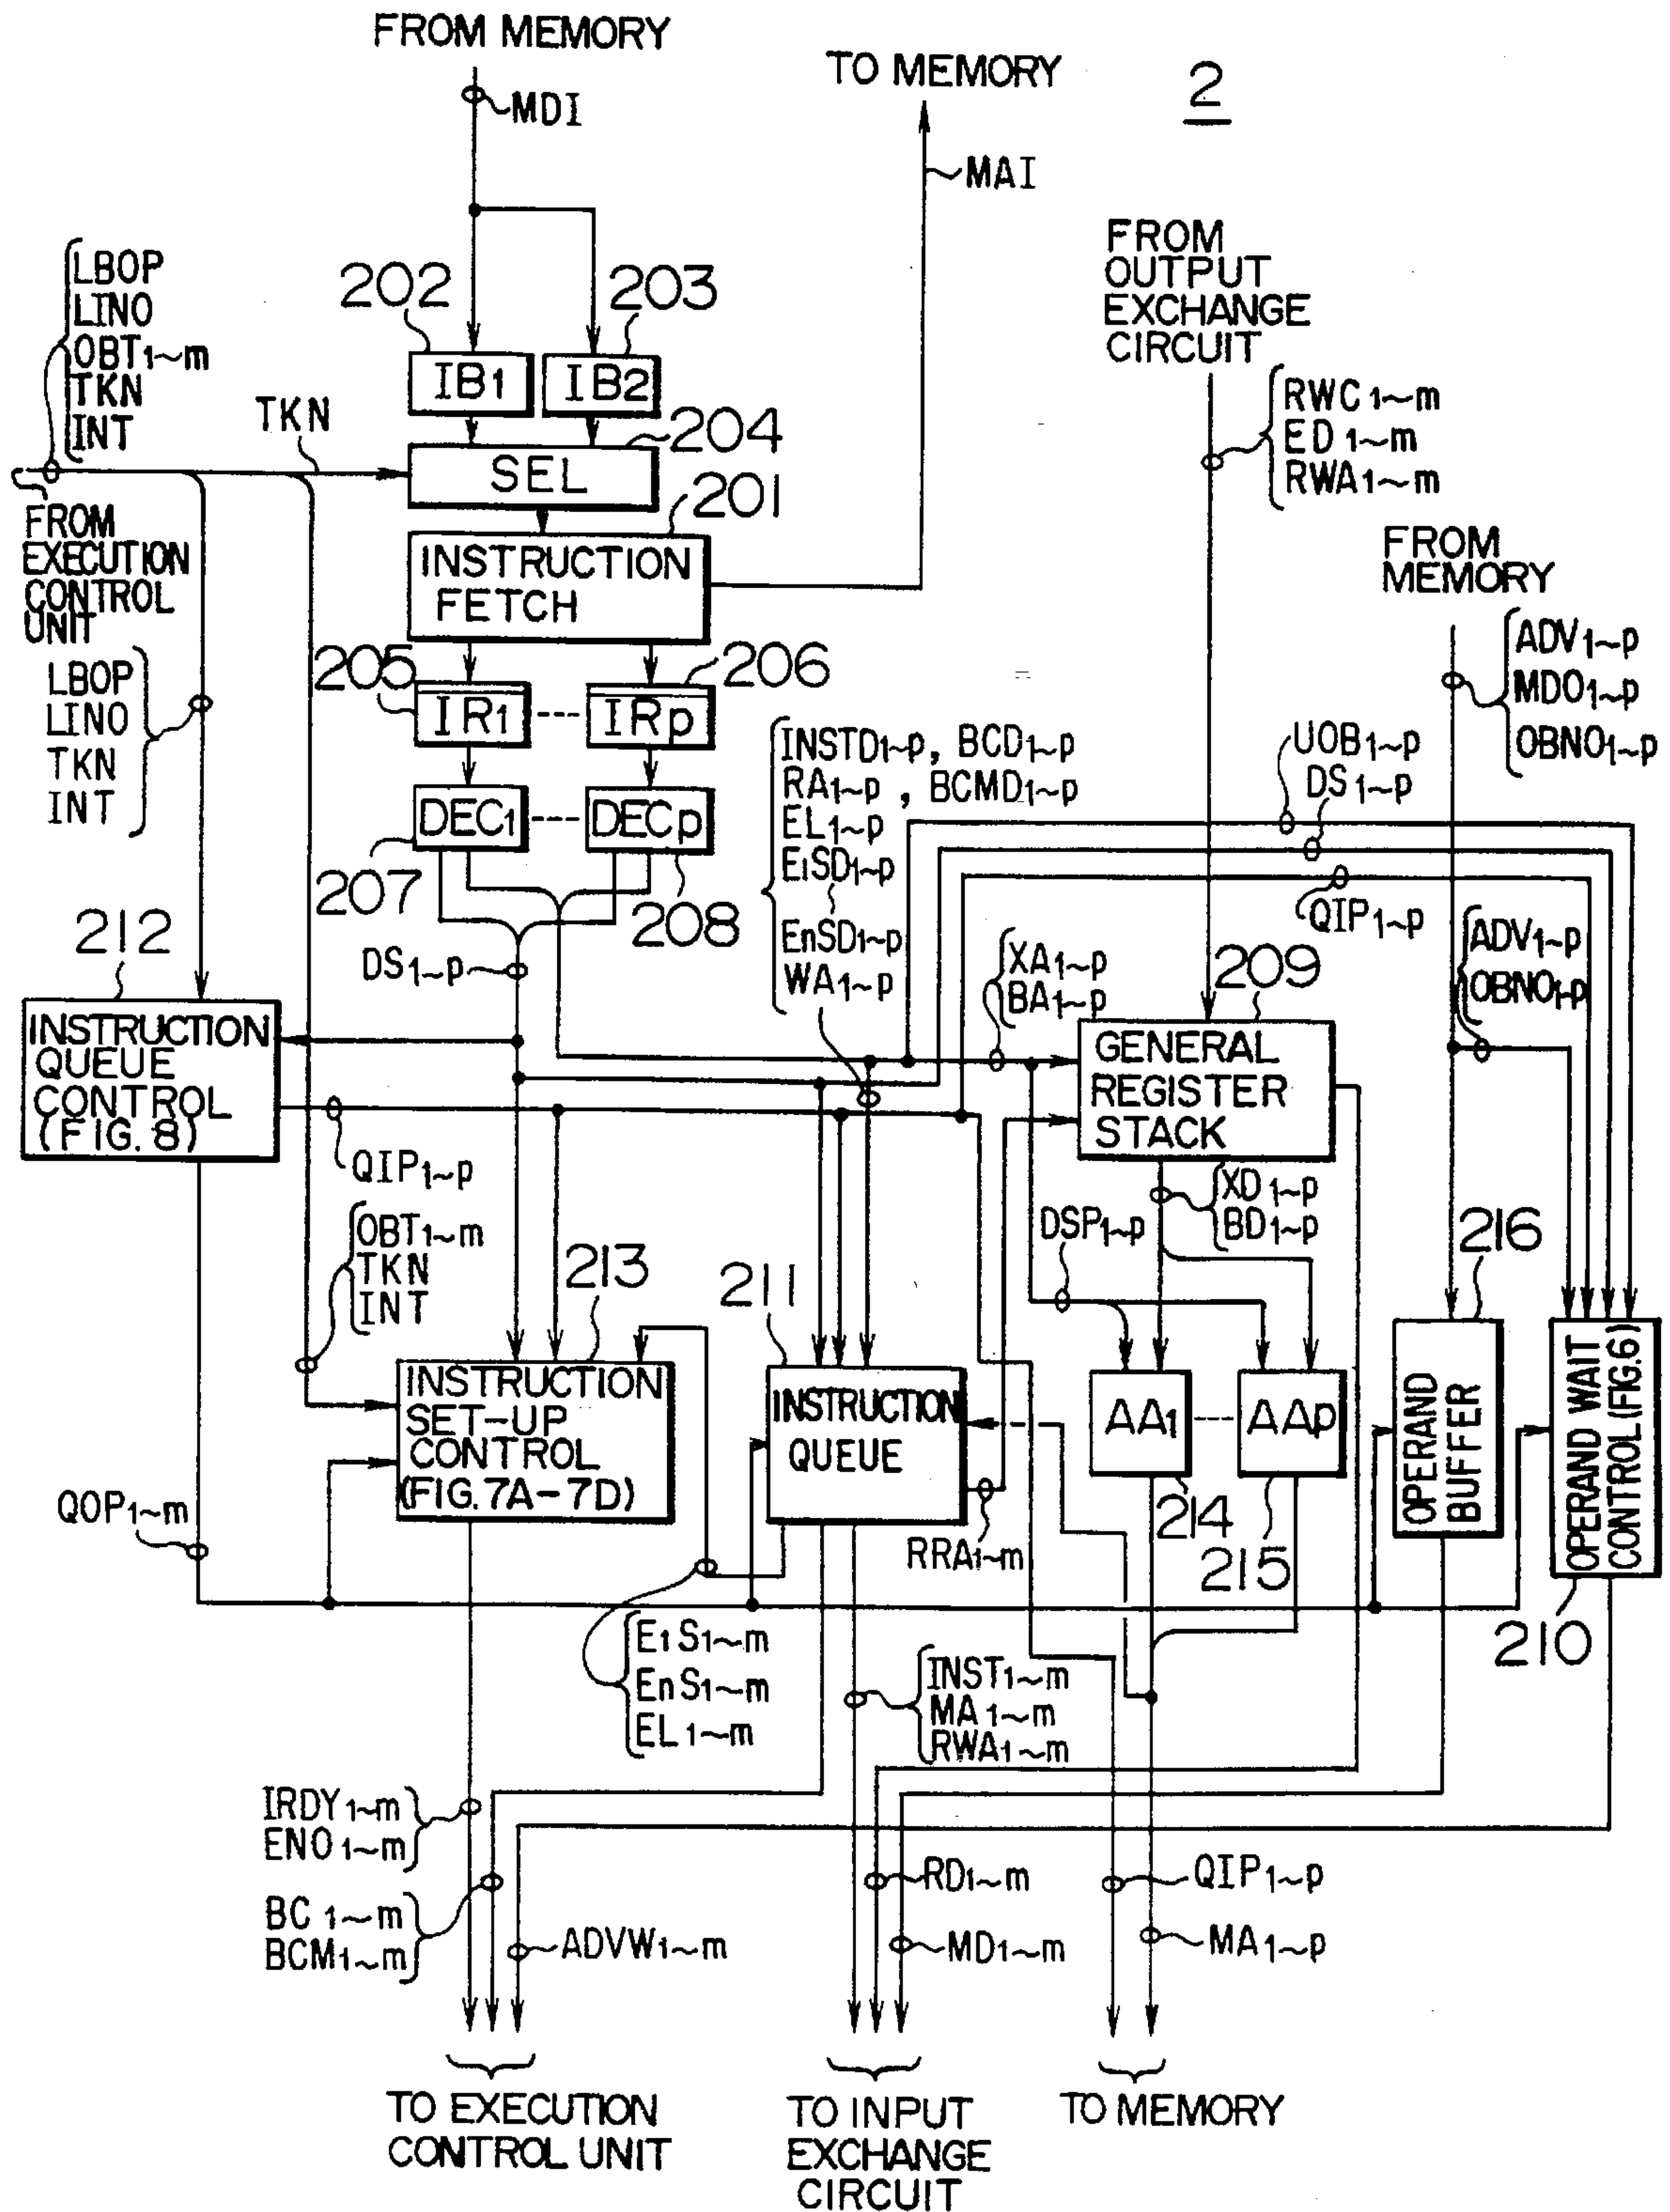 FROM MEMORY
TO MEMORY
2
MDI
MAI
FROM
OUTPUT
EXCHANGE
CIRCUIT
LBOP
LINO
OBT1~m
TKN
INT
202
203
IB1
IB2
TKN
204
SEL
RWC1~m
ED1~m
RWA1~m
201
FROM
EXECUTION
CONTROL
UNIT
INSTRUCTION
FETCH
FROM
MEMORY
LBOP
LINO
TKN
INT
205
206
IR1
---
IRp
ADV1~p
MDO1~p
OBNO1~p
INSTD1~p, BCD1~p
RA1~p, BCMD1~p
EL1~p
E1SD1~p
EnSD1~p
WA1~p
UOB1~p
DS1~p
DEC1
---
DECp
207
208
QIP1~p
212
DS1~p
XA1~p
BA1~p
209
ADV1~p
OBNO1~p
INSTRUCTION
QUEUE
CONTROL
(FIG. 8)
GENERAL
REGISTER
STACK
QIP1~p
XD1~p
BD1~p
DSP1~p
OBT1~m
TKN
INT
213
211
216
INSTRUCTION
SET-UP
CONTROL
(FIG. 7A-7D)
INSTRUCTION
QUEUE
AA1
---
AAp
OPERAND
BUFFER
OPERAND WAIT
CONTROL (FIG.6)
QOP1~m
RRA1~m
214
215
210
E1S1~m
EnS1~m
EL1~m
INST1~m
MA1~m
RWA1~m
IRDY1~m
ENO1~m
BC1~m
BCM1~m
ADVW1~m
RD1~m
MD1~m
QIP1~p
MA1~p
TO EXECUTION
CONTROL UNIT
TO INPUT
EXCHANGE
CIRCUIT
TO MEMORY